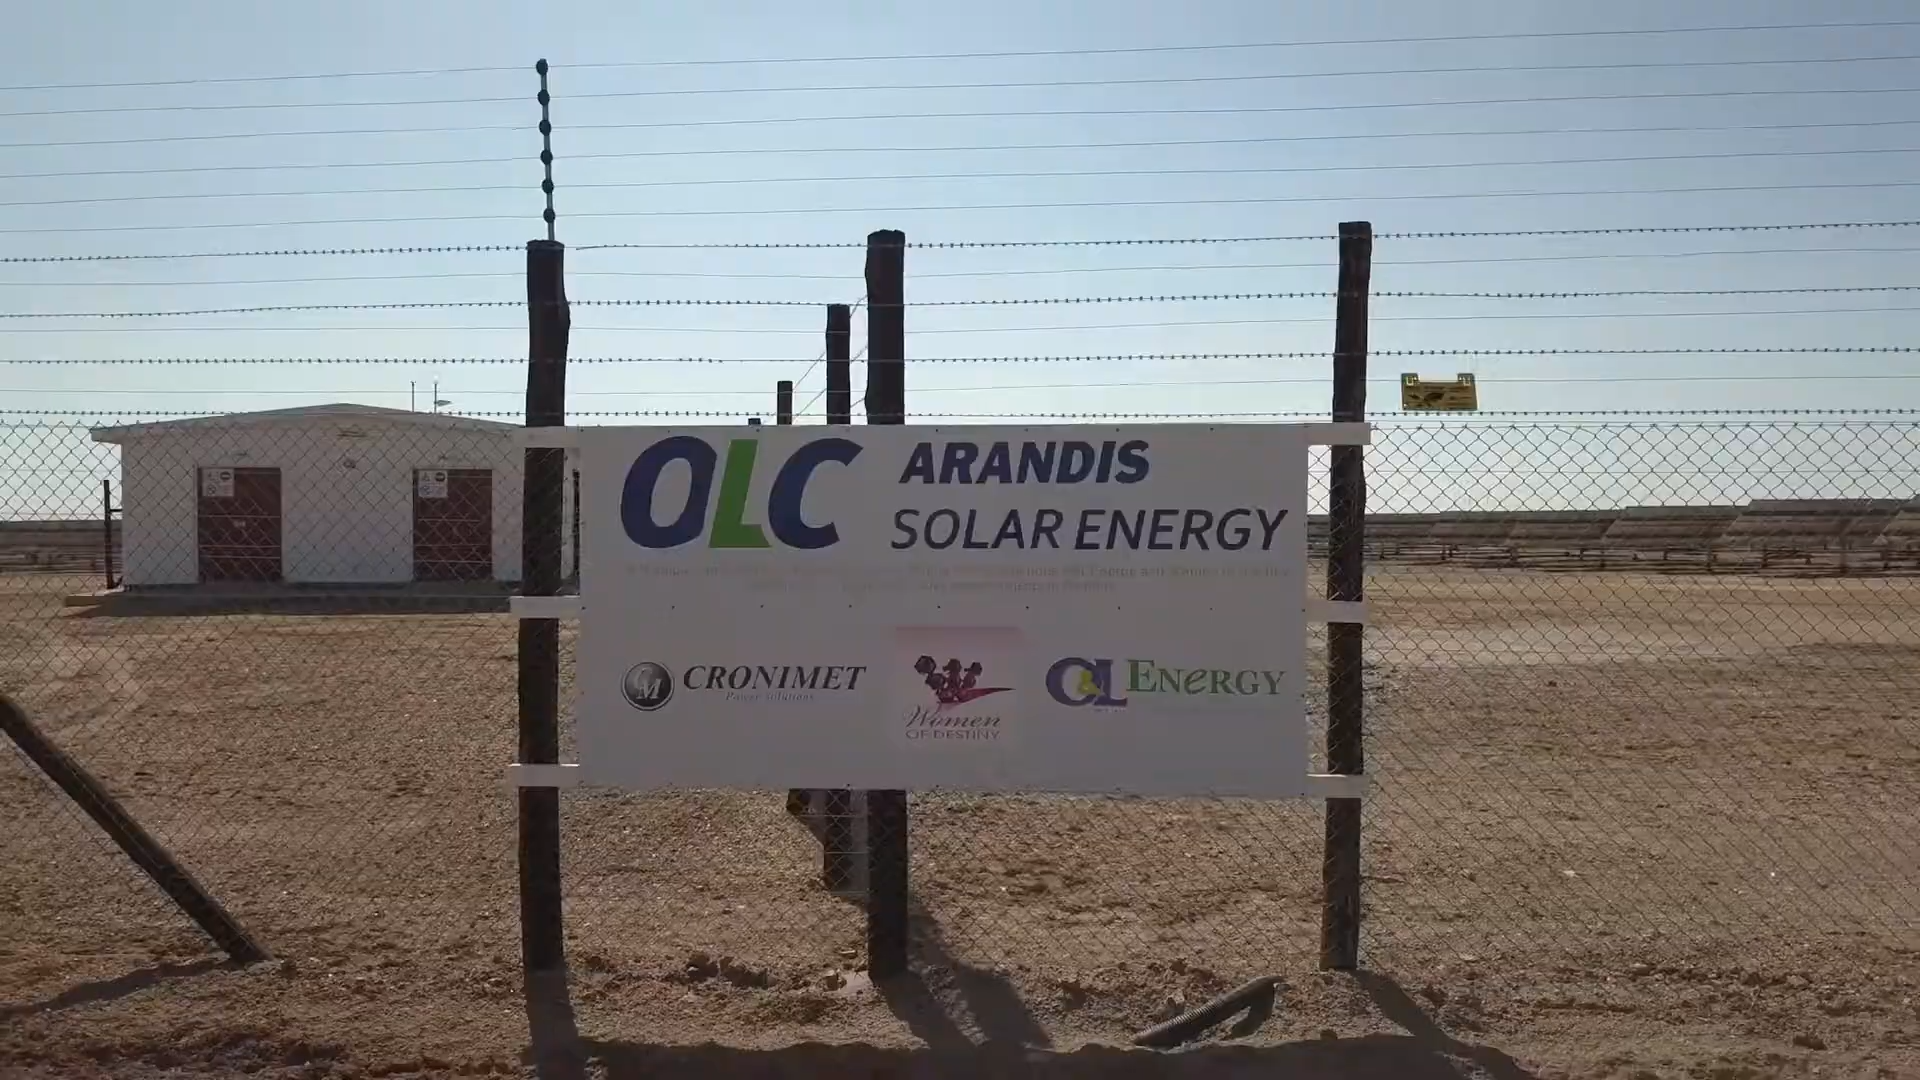 OLC ARANDIS
SOLAR ENERGY
CRONIMET
Power Solutions
Women
OF DESTINY
O&L ENERGY